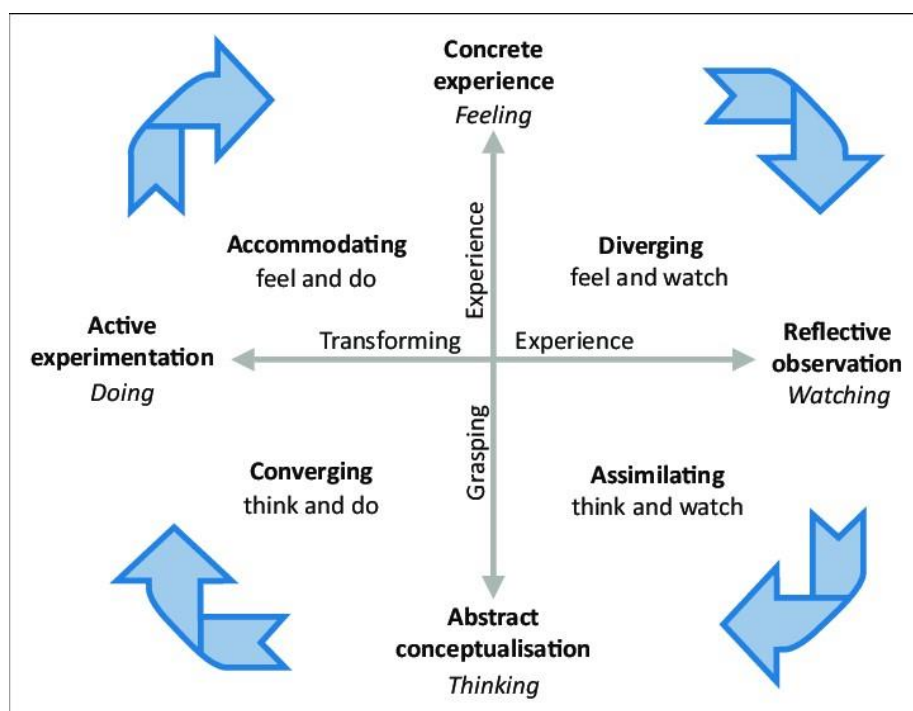 Concrete
experience
Feeling
Experience
Accommodating
feel and do
Diverging
feel and watch
Active
experimentation
Doing
Transforming
Experience
Reflective
observation
Watching
Grasping
Converging
think and do
Assimilating
think and watch
Abstract
conceptualisation
Thinking